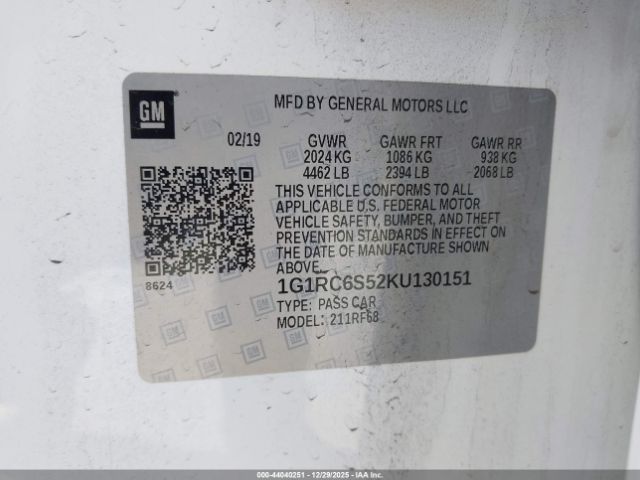 GM
MFD BY GENERAL MOTORS LLC
02/19 GVWR GAWR FRT GAWR RR
2024 KG 1086 KG 938 KG
4462 LB 2394 LB 2068 LB
THIS VEHICLE CONFORMS TO ALL
APPLICABLE U.S. FEDERAL MOTOR
VEHICLE SAFETY, BUMPER, AND THEFT
PREVENTION STANDARDS IN EFFECT ON
THE DATE OF MANUFACTURE SHOWN
ABOVE.
8624
1G1RC6S52KU130151
TYPE: PASS CAR
MODEL: 211RF68
000-44040251 - 12/29/2025 - IAAI.COM